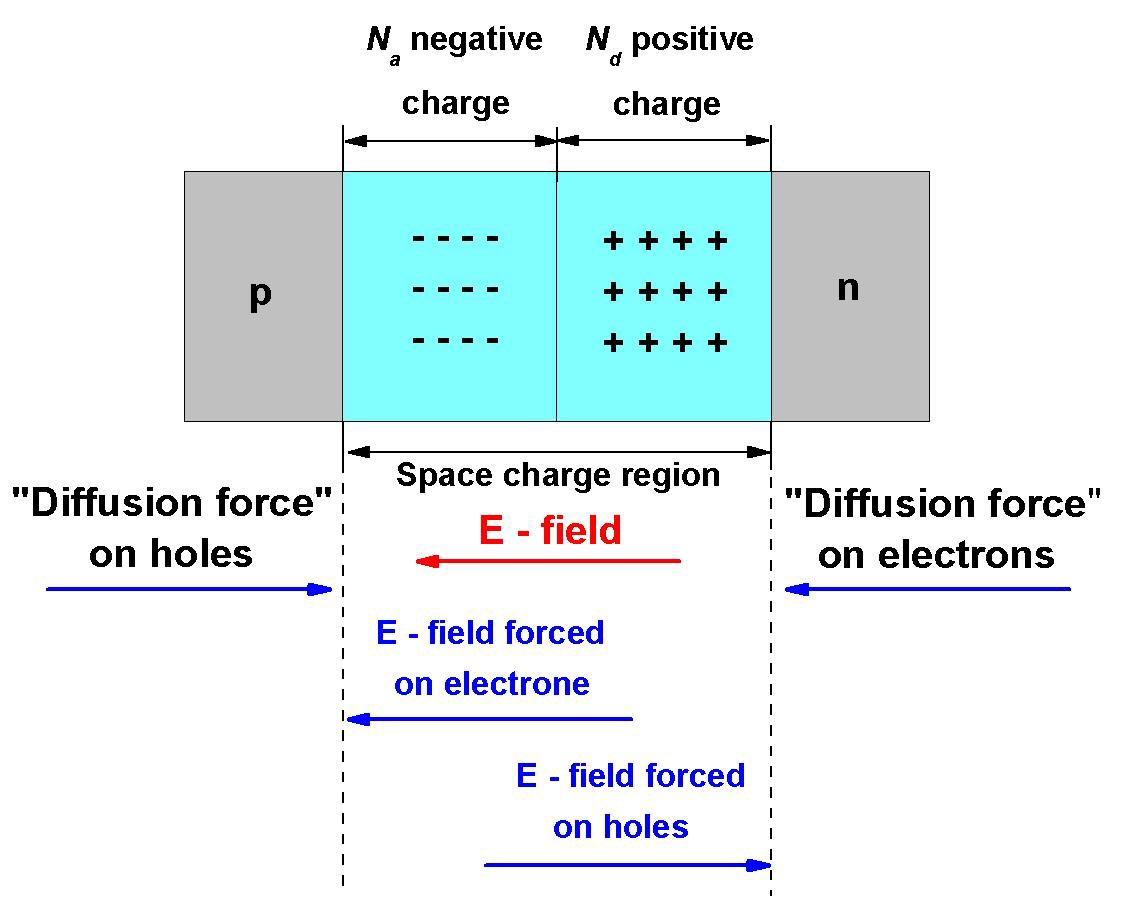 Na negative
charge
Nd positive
charge
p
- - - -
- - - -
- - - -
+ + + +
+ + + +
+ + + +
n
Space charge region
"Diffusion force"
on holes
E - field
"Diffusion force"
on electrons
E - field forced
on electrone
E - field forced
on holes